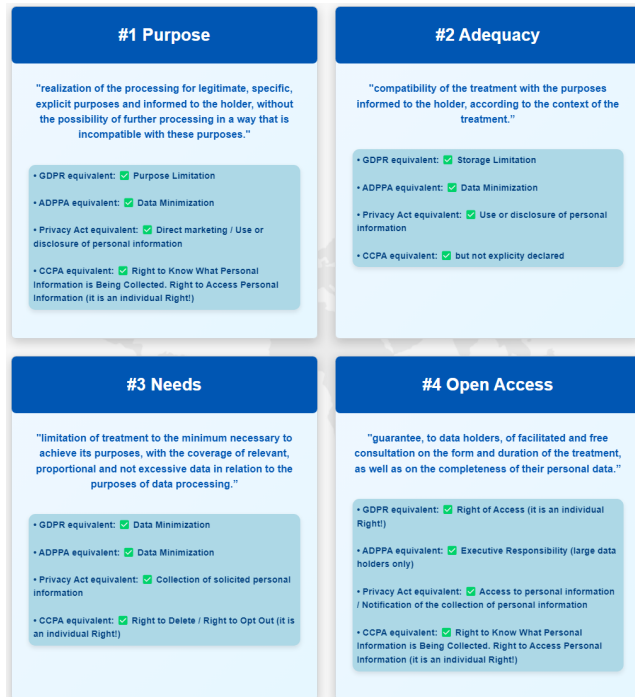 #1 Purpose
"realization of the processing for legitimate, specific,
explicit purposes and informed to the holder, without
the possibility of further processing in a way that is
incompatible with these purposes."
• GDPR equivalent: ✅ Purpose Limitation
• ADPPA equivalent: ✅ Data Minimization
• Privacy Act equivalent: ✅ Direct marketing / Use or
disclosure of personal information
• CCPA equivalent: ✅ Right to Know What Personal
Information is Being Collected. Right to Access Personal
Information (it is an individual Right!)
#2 Adequacy
"compatibility of the treatment with the purposes
informed to the holder, according to the context of the
treatment."
• GDPR equivalent: ✅ Storage Limitation
• ADPPA equivalent: ✅ Data Minimization
• Privacy Act equivalent: ✅ Use or disclosure of personal
information
• CCPA equivalent: ✅ but not explicity declared
#3 Needs
"limitation of treatment to the minimum necessary to
achieve its purposes, with the coverage of relevant,
proportional and not excessive data in relation to the
purposes of data processing."
• GDPR equivalent: ✅ Data Minimization
• ADPPA equivalent: ✅ Data Minimization
• Privacy Act equivalent: ✅ Collection of solicited personal
information
• CCPA equivalent: ✅ Right to Delete / Right to Opt Out (it is
an individual Right!)
#4 Open Access
"guarantee, to data holders, of facilitated and free
consultation on the form and duration of the treatment,
as well as on the completeness of their personal data."
• GDPR equivalent: ✅ Right of Access (it is an individual
Right!)
• ADPPA equivalent: ✅ Executive Responsibility (large data
holders only)
• Privacy Act equivalent: ✅ Access to personal information
/ Notification of the collection of personal information
• CCPA equivalent: ✅ Right to Know What Personal
Information is Being Collected. Right to Access Personal
Information (it is an individual Right!)